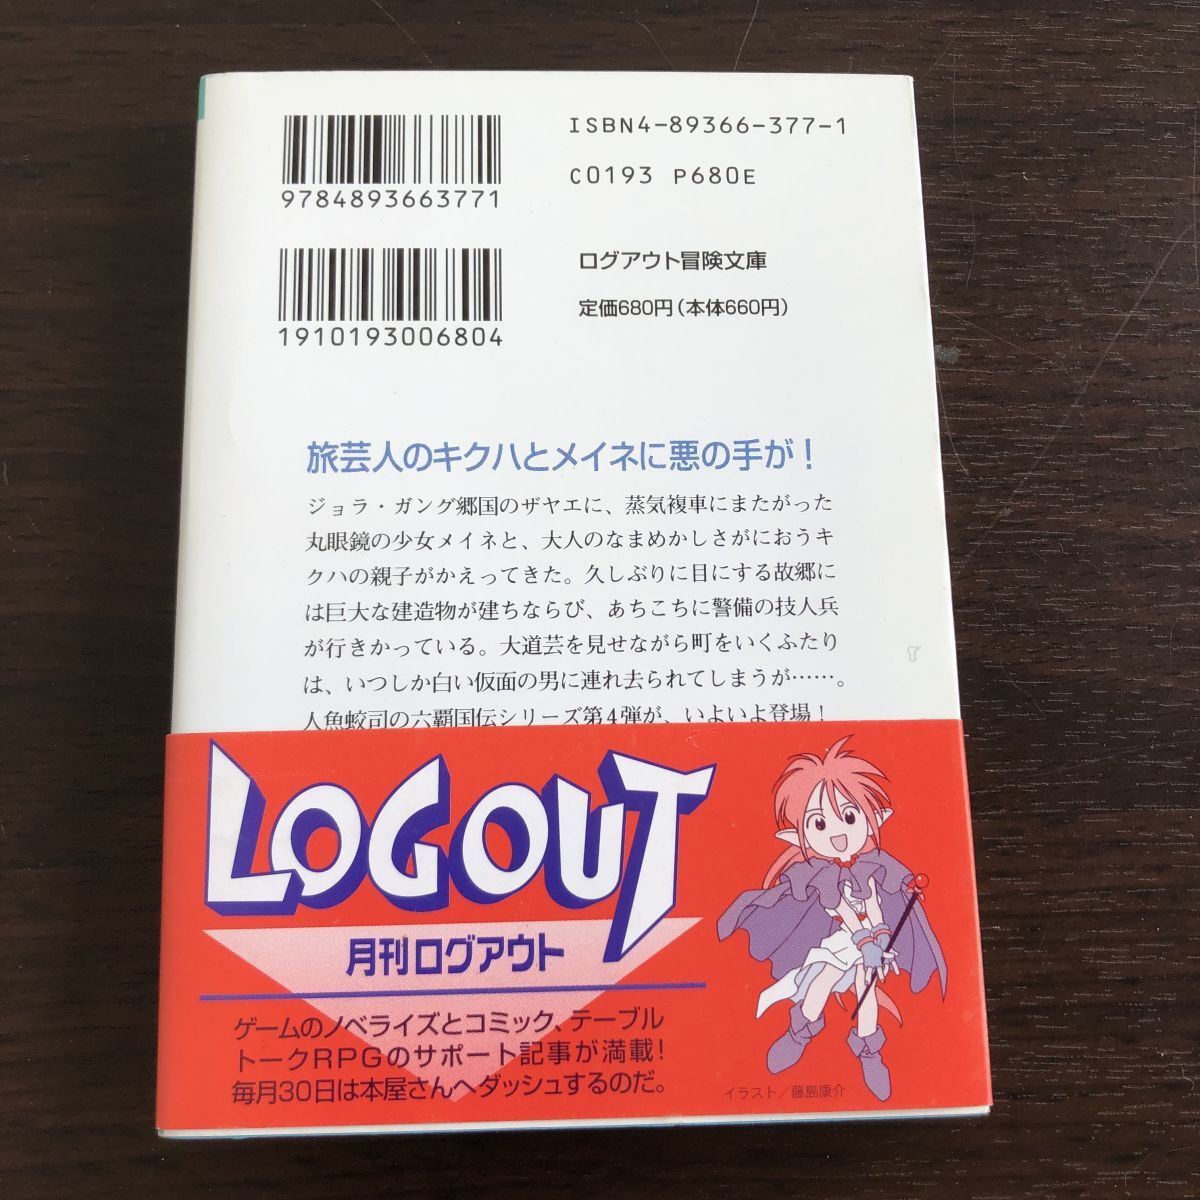 ISBN4-89366-377-1
C0193 P680E
9784893663771
1910193006804
ログアウト冒険文庫
定価680円(本体660円)
旅芸人のキクハとメイネに悪の手が!
ジョラ・ガング郷国のザヤエに、蒸気複車にまたがった
丸眼鏡の少女メイネと、大人のなまめかしさがにおうキ
クハの親子がかえってきた。久しぶりに目にする故郷に
は巨大な建造物が建ちならび、あちこちに警備の技人兵
が行きかっている。大道芸を見せながら町をいくふたり
は、いつしか白い仮面の男に連れ去られてしまうが……。
人魚蛟司の六覇国伝シリーズ第4弾が、いよいよ登場!
LOGOUT
月刊ログアウト
ゲームのノベライズとコミック、テーブル
トークRPGのサポート記事が満載!
毎月30日は本屋さんへダッシュするのだ。
イラスト/藤島康介